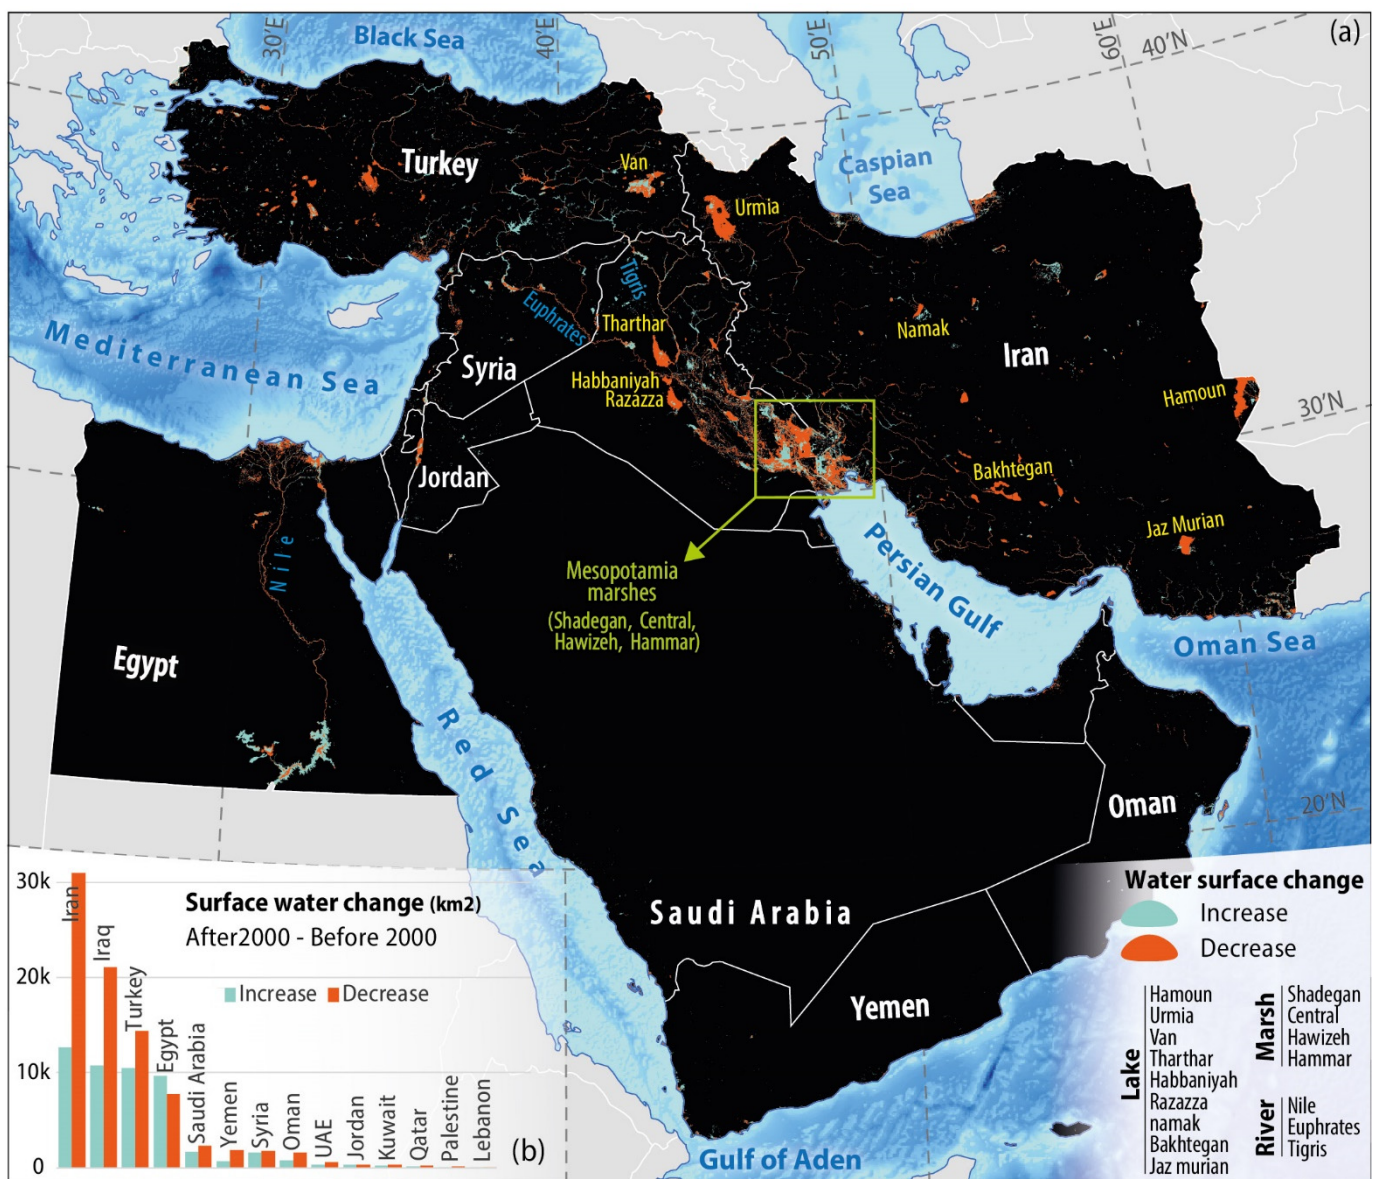 (a)
30'E
40'E
50'E
60'E
40'N
Black Sea
Caspian
Sea
Turkey
Van
Urmia
Tigris
Euphrates
Tharthar
Namak
Iran
Mediterranean Sea
Syria
Habbaniyah
Razazza
Hamoun
30'N
Jordan
Bakhtegan
Jaz Murian
Nile
Mesopotamia
marshes
(Shadegan, Central,
Hawizeh, Hammar)
Persian Gulf
Oman Sea
Egypt
Red Sea
Oman
20'N
Saudi Arabia
Yemen
Gulf of Aden
Surface water change (km2)
After2000 - Before 2000
Increase
Decrease
30k
20k
10k
0
Iran
Iraq
Turkey
Egypt
Saudi Arabia
Yemen
Syria
Oman
UAE
Jordan
Kuwait
Qatar
Palestine
Lebanon
(b)
Water surface change
Increase
Decrease
Lake
Hamoun
Urmia
Van
Tharthar
Habbaniyah
Razazza
namak
Bakhtegan
Jaz murian
Marsh
Shadegan
Central
Hawizeh
Hammar
River
Nile
Euphrates
Tigris